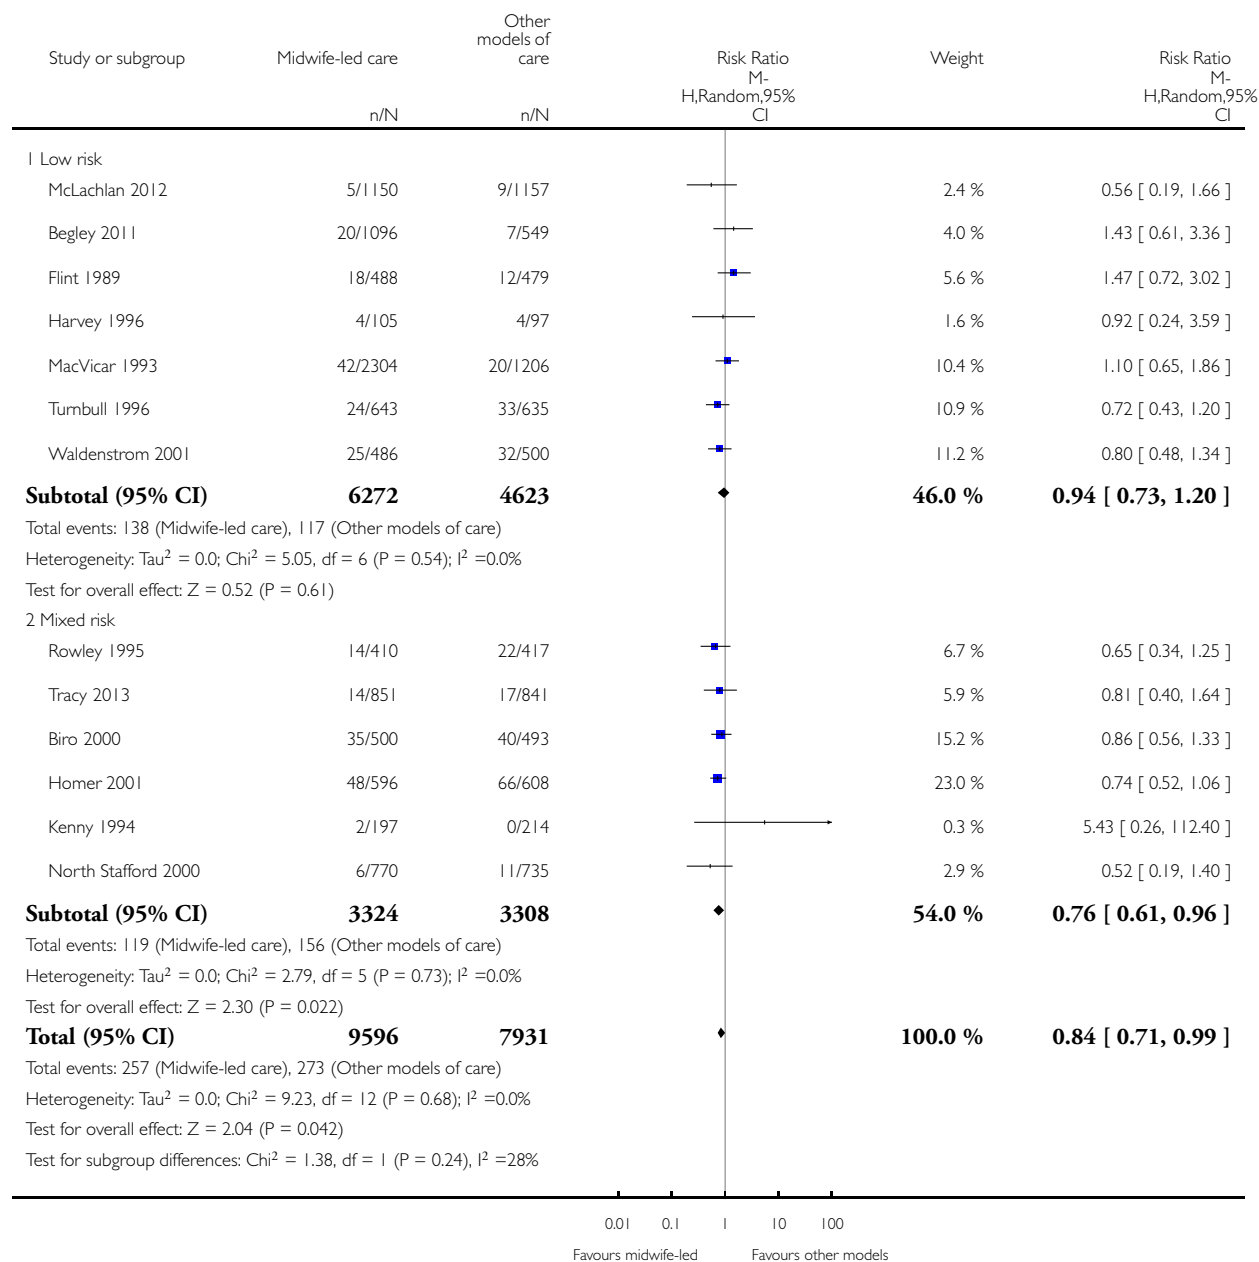 Other
models of
Study or subgroup Midwife-led care care Risk Ratio Weight Risk Ratio
M- M-
H,Random,95% H,Random,95%
n/N n/N CI CI
1 Low risk
McLachlan 2012 5/1150 9/1157 2.4 % 0.56 [ 0.19, 1.66 ]
Begley 2011 20/1096 7/549 4.0 % 1.43 [ 0.61, 3.36 ]
Flint 1989 18/488 12/479 5.6 % 1.47 [ 0.72, 3.02 ]
Harvey 1996 4/105 4/97 1.6 % 0.92 [ 0.24, 3.59 ]
MacVicar 1993 42/2304 20/1206 10.4 % 1.10 [ 0.65, 1.86 ]
Turnbull 1996 24/643 33/635 10.9 % 0.72 [ 0.43, 1.20 ]
Waldenstrom 2001 25/486 32/500 11.2 % 0.80 [ 0.48, 1.34 ]
Subtotal (95% CI) 6272 4623 46.0 % 0.94 [ 0.73, 1.20 ]
Total events: 138 (Midwife-led care), 117 (Other models of care)
Heterogeneity: Tau² = 0.0; Chi² = 5.05, df = 6 (P = 0.54); I² =0.0%
Test for overall effect: Z = 0.52 (P = 0.61)
2 Mixed risk
Rowley 1995 14/410 22/417 6.7 % 0.65 [ 0.34, 1.25 ]
Tracy 2013 14/851 17/841 5.9 % 0.81 [ 0.40, 1.64 ]
Biro 2000 35/500 40/493 15.2 % 0.86 [ 0.56, 1.33 ]
Homer 2001 48/596 66/608 23.0 % 0.74 [ 0.52, 1.06 ]
Kenny 1994 2/197 0/214 0.3 % 5.43 [ 0.26, 112.40 ]
North Stafford 2000 6/770 11/735 2.9 % 0.52 [ 0.19, 1.40 ]
Subtotal (95% CI) 3324 3308 54.0 % 0.76 [ 0.61, 0.96 ]
Total events: 119 (Midwife-led care), 156 (Other models of care)
Heterogeneity: Tau² = 0.0; Chi² = 2.79, df = 5 (P = 0.73); I² =0.0%
Test for overall effect: Z = 2.30 (P = 0.022)
Total (95% CI) 9596 7931 100.0 % 0.84 [ 0.71, 0.99 ]
Total events: 257 (Midwife-led care), 273 (Other models of care)
Heterogeneity: Tau² = 0.0; Chi² = 9.23, df = 12 (P = 0.68); I² =0.0%
Test for overall effect: Z = 2.04 (P = 0.042)
Test for subgroup differences: Chi² = 1.38, df = 1 (P = 0.24), I² =28%
0.01 0.1 1 10 100
Favours midwife-led Favours other models